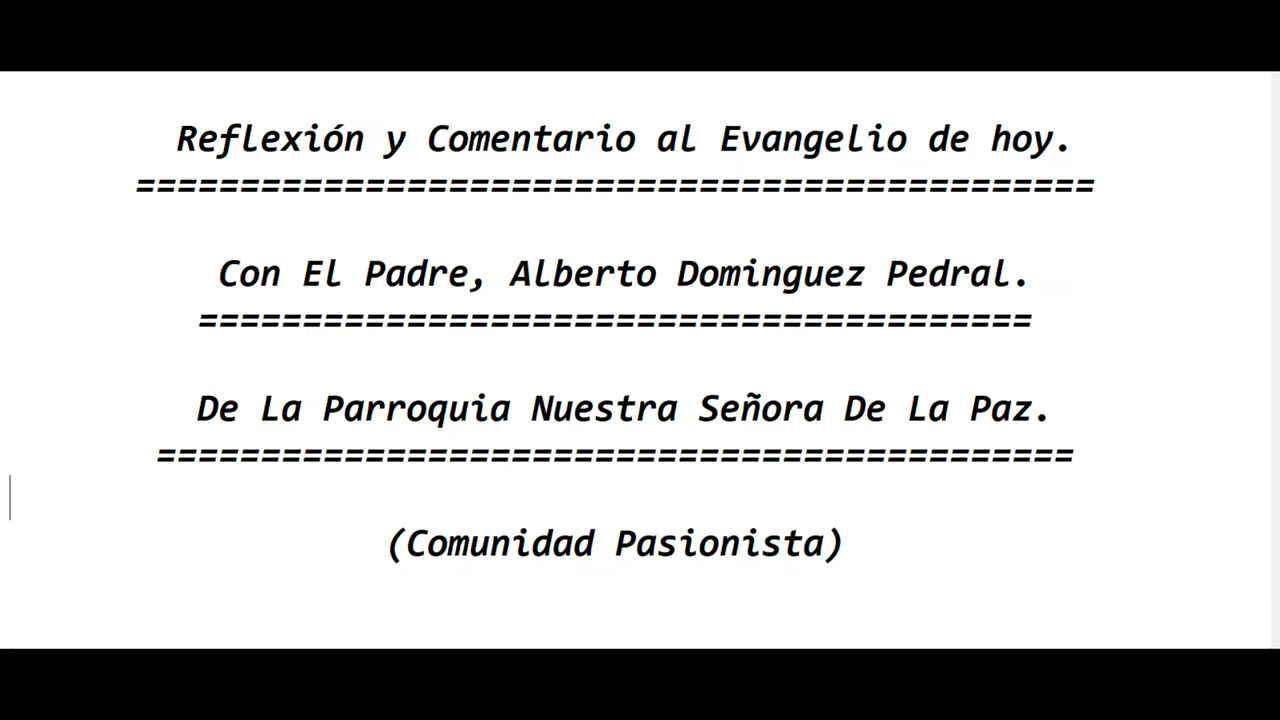 Reflexión y Comentario al Evangelio de hoy.
==============================================
Con El Padre, Alberto Dominguez Pedral.
========================================
De La Parroquia Nuestra Señora De La Paz.
============================================
(Comunidad Pasionista)